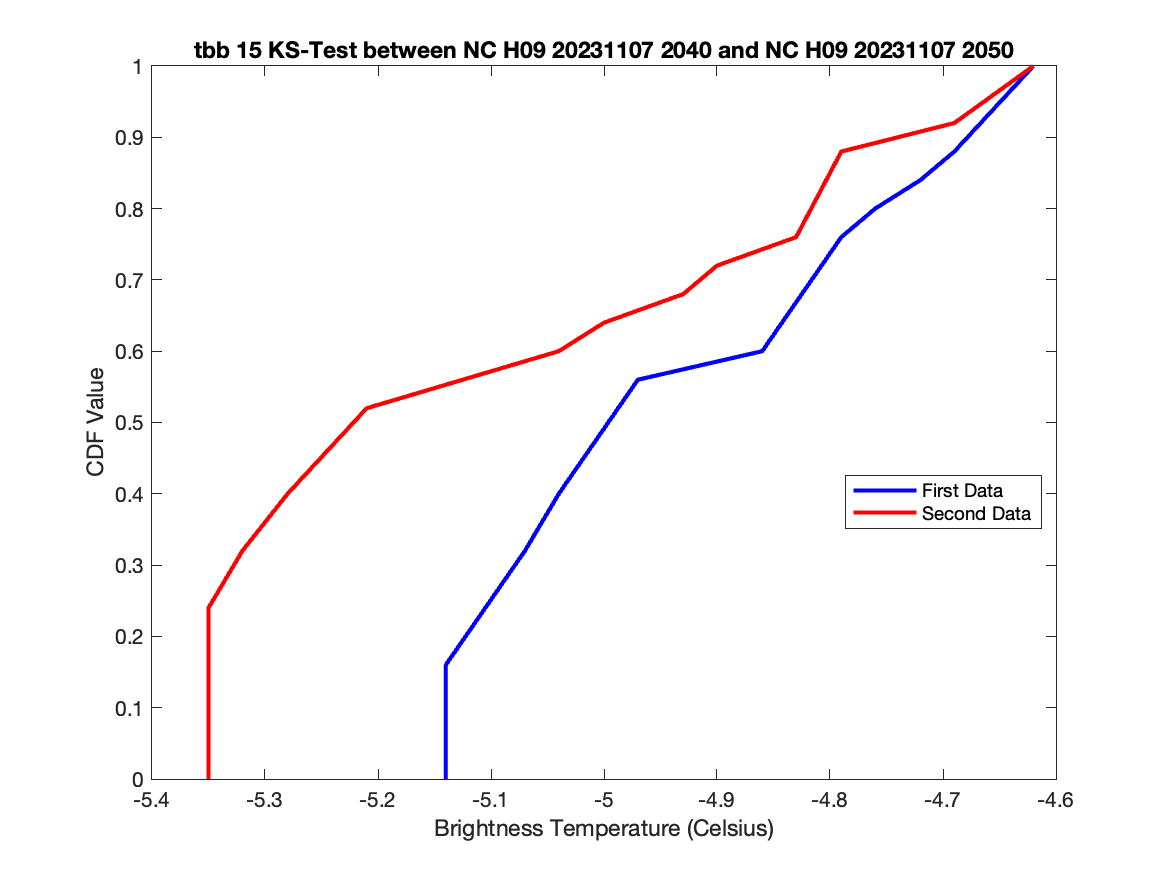 tbb 15 KS-Test between NC H09 20231107 2040 and NC H09 20231107 2050
1
0.9
0.8
0.7
0.6
0.5
0.4
0.3
0.2
0.1
0
CDF Value
First Data
Second Data
-5.4 -5.3 -5.2 -5.1 -5 -4.9 -4.8 -4.7 -4.6
Brightness Temperature (Celsius)